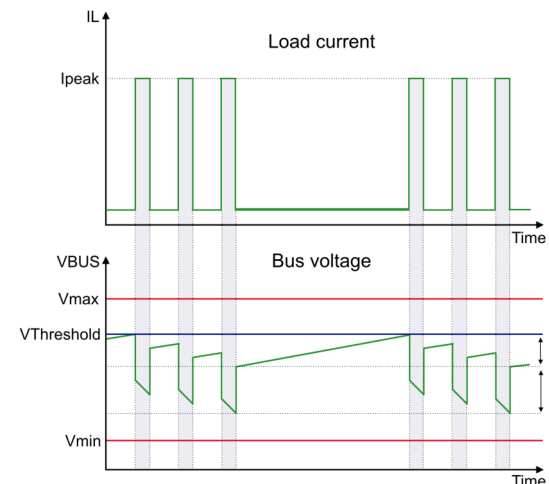 IL
Load current
Ipeak
Time
VBUS
Bus voltage
Vmax
VThreshold
Vmin
Time